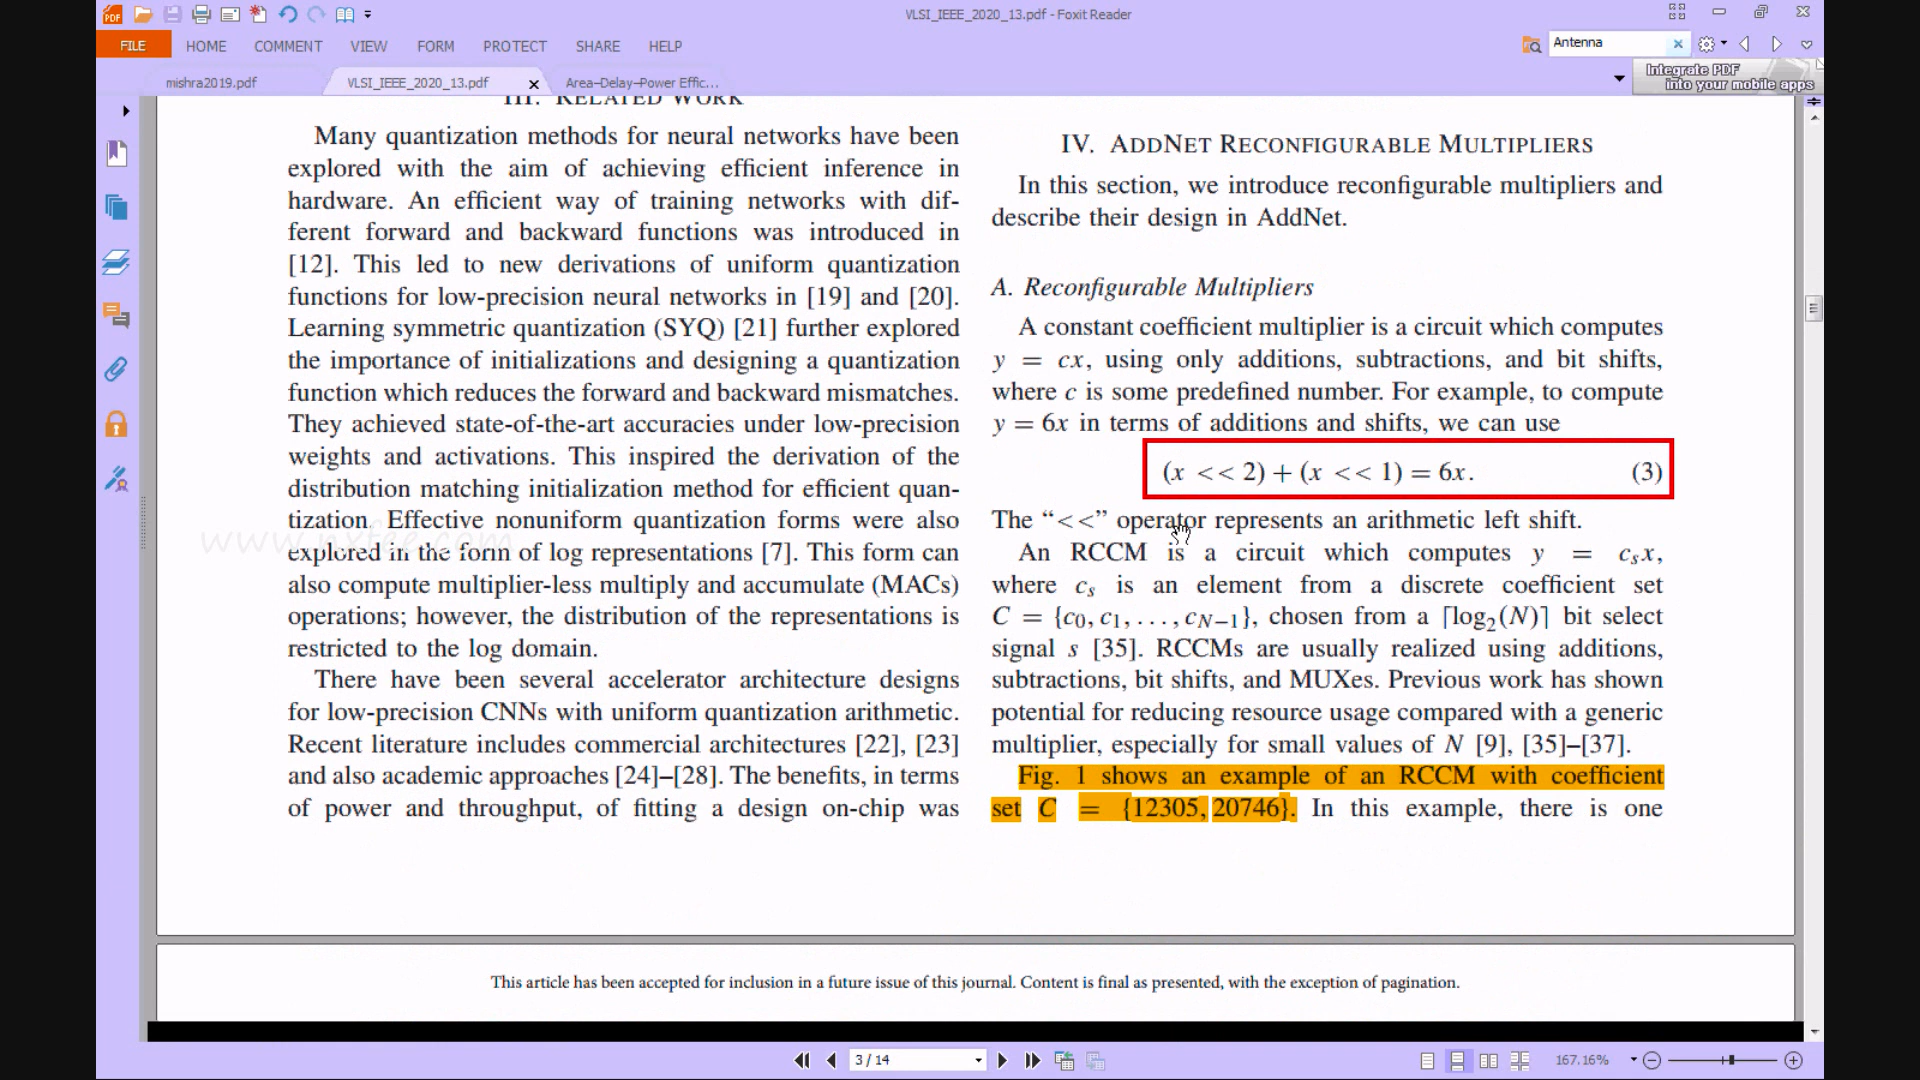 VLSI_IEEE_2020_13.pdf - Foxit Reader
FILE HOME COMMENT VIEW FORM PROTECT SHARE HELP
Antenna
mishra2019.pdf VLSI_IEEE_2020_13.pdf Area–Delay–Power Effic...
Integrate PDF
into your mobile apps
III. RELATED WORK
Many quantization methods for neural networks have been
explored with the aim of achieving efficient inference in
hardware. An efficient way of training networks with dif-
ferent forward and backward functions was introduced in
[12]. This led to new derivations of uniform quantization
functions for low-precision neural networks in [19] and [20].
Learning symmetric quantization (SYQ) [21] further explored
the importance of initializations and designing a quantization
function which reduces the forward and backward mismatches.
They achieved state-of-the-art accuracies under low-precision
weights and activations. This inspired the derivation of the
distribution matching initialization method for efficient quan-
tization. Effective nonuniform quantization forms were also
explored in the form of log representations [7]. This form can
also compute multiplier-less multiply and accumulate (MACs)
operations; however, the distribution of the representations is
restricted to the log domain.
There have been several accelerator architecture designs
for low-precision CNNs with uniform quantization arithmetic.
Recent literature includes commercial architectures [22], [23]
and also academic approaches [24]–[28]. The benefits, in terms
of power and throughput, of fitting a design on-chip was
www.nxfee.com
IV. ADDNET RECONFIGURABLE MULTIPLIERS
In this section, we introduce reconfigurable multipliers and
describe their design in AddNet.
A. Reconfigurable Multipliers
A constant coefficient multiplier is a circuit which computes
y = cx, using only additions, subtractions, and bit shifts,
where c is some predefined number. For example, to compute
y = 6x in terms of additions and shifts, we can use
(x << 2) + (x << 1) = 6x. (3)
The “<<” operator represents an arithmetic left shift.
An RCCM is a circuit which computes y = cₛx,
where cₛ is an element from a discrete coefficient set
C = {c₀, c₁, . . . , c_{N−1}}, chosen from a ⌈log₂(N)⌉ bit select
signal s [35]. RCCMs are usually realized using additions,
subtractions, bit shifts, and MUXes. Previous work has shown
potential for reducing resource usage compared with a generic
multiplier, especially for small values of N [9], [35]–[37].
Fig. 1 shows an example of an RCCM with coefficient
set C = {12305, 20746}. In this example, there is one
This article has been accepted for inclusion in a future issue of this journal. Content is final as presented, with the exception of pagination.
3 / 14
167.16%